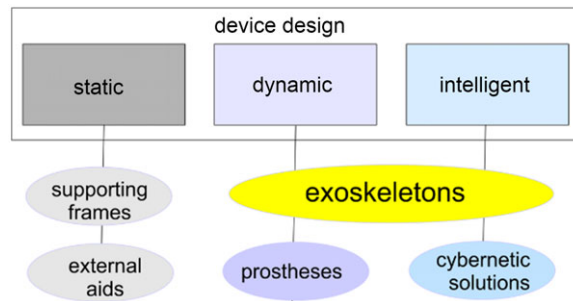 device design
static
dynamic
intelligent
supporting
frames
exoskeletons
external
aids
prostheses
cybernetic
solutions